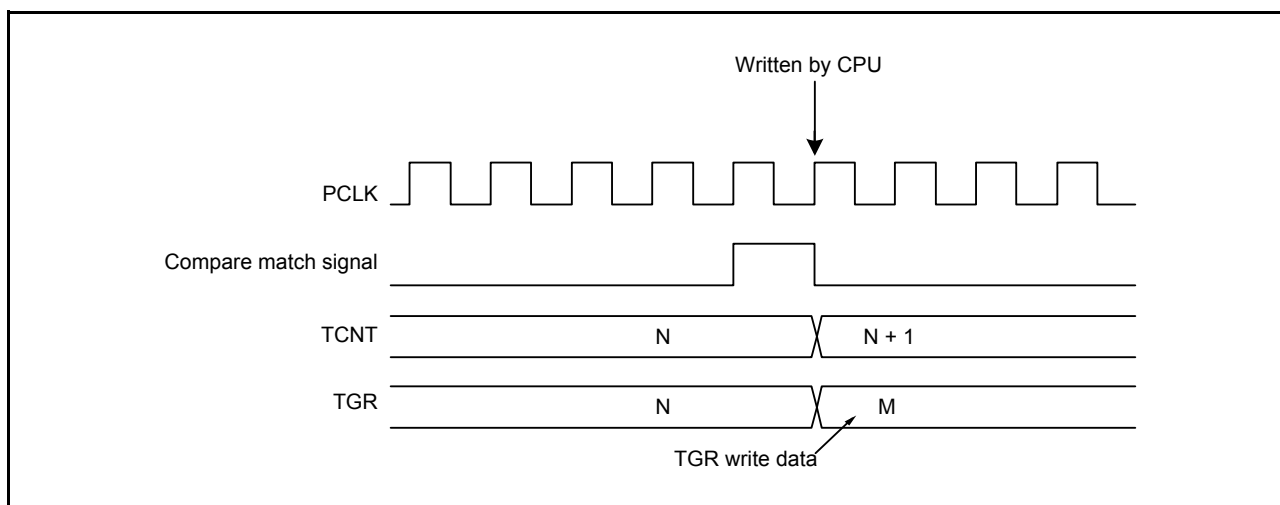 Written by CPU
PCLK
Compare match signal
TCNT N N + 1
TGR N M
TGR write data